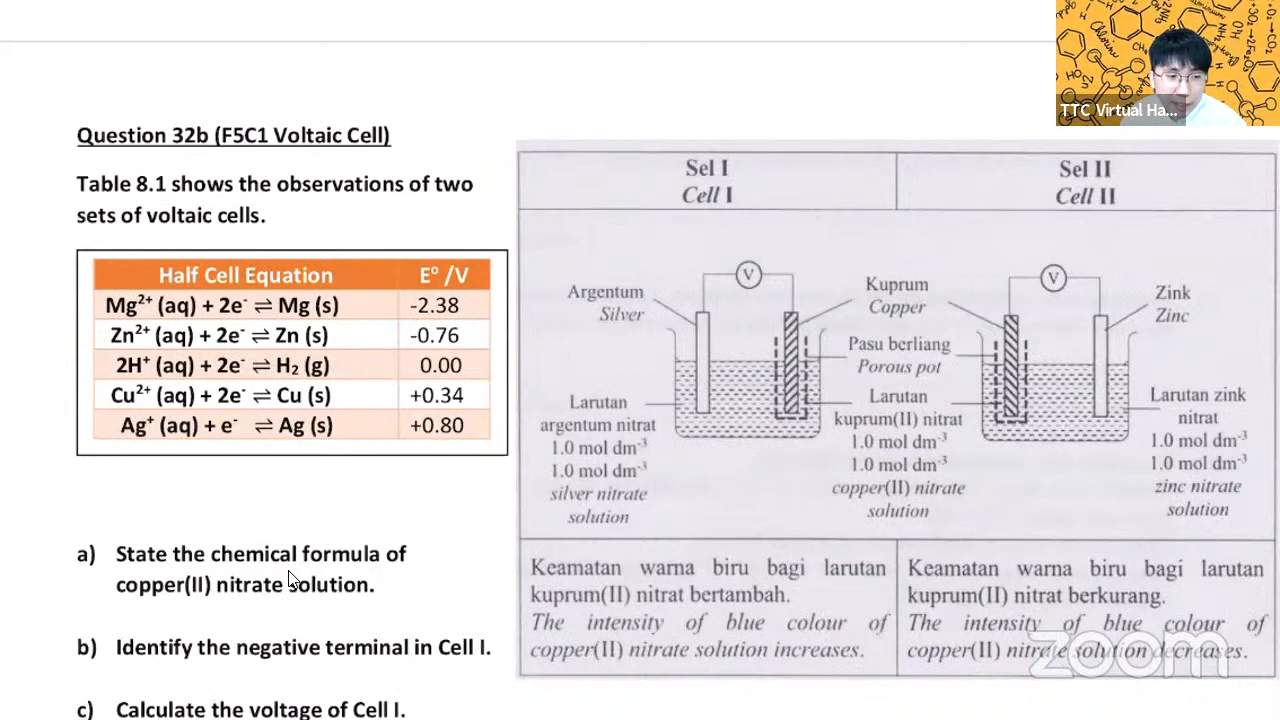 TTC Virtual Ha...
Question 32b (F5C1 Voltaic Cell)
Table 8.1 shows the observations of two
sets of voltaic cells.
Half Cell Equation E⁰ /V
Mg²⁺ (aq) + 2e⁻ ⇌ Mg (s) -2.38
Zn²⁺ (aq) + 2e⁻ ⇌ Zn (s) -0.76
2H⁺ (aq) + 2e⁻ ⇌ H₂ (g) 0.00
Cu²⁺ (aq) + 2e⁻ ⇌ Cu (s) +0.34
Ag⁺ (aq) + e⁻ ⇌ Ag (s) +0.80
a) State the chemical formula of
copper(II) nitrate solution.
b) Identify the negative terminal in Cell I.
c) Calculate the voltage of Cell I.
Sel I
Cell I
Sel II
Cell II
V
V
Argentum
Silver
Kuprum
Copper
Zink
Zinc
Pasu berliang
Porous pot
Larutan
argentum nitrat
1.0 mol dm⁻³
1.0 mol dm⁻³
silver nitrate
solution
Larutan
kuprum(II) nitrat
1.0 mol dm⁻³
1.0 mol dm⁻³
copper(II) nitrate
solution
Larutan zink
nitrat
1.0 mol dm⁻³
1.0 mol dm⁻³
zinc nitrate
solution
Keamatan warna biru bagi larutan
kuprum(II) nitrat bertambah.
The intensity of blue colour of
copper(II) nitrate solution increases.
Keamatan warna biru bagi larutan
kuprum(II) nitrat berkurang.
The intensity of blue colour of
copper(II) nitrate solution decreases.
zoom